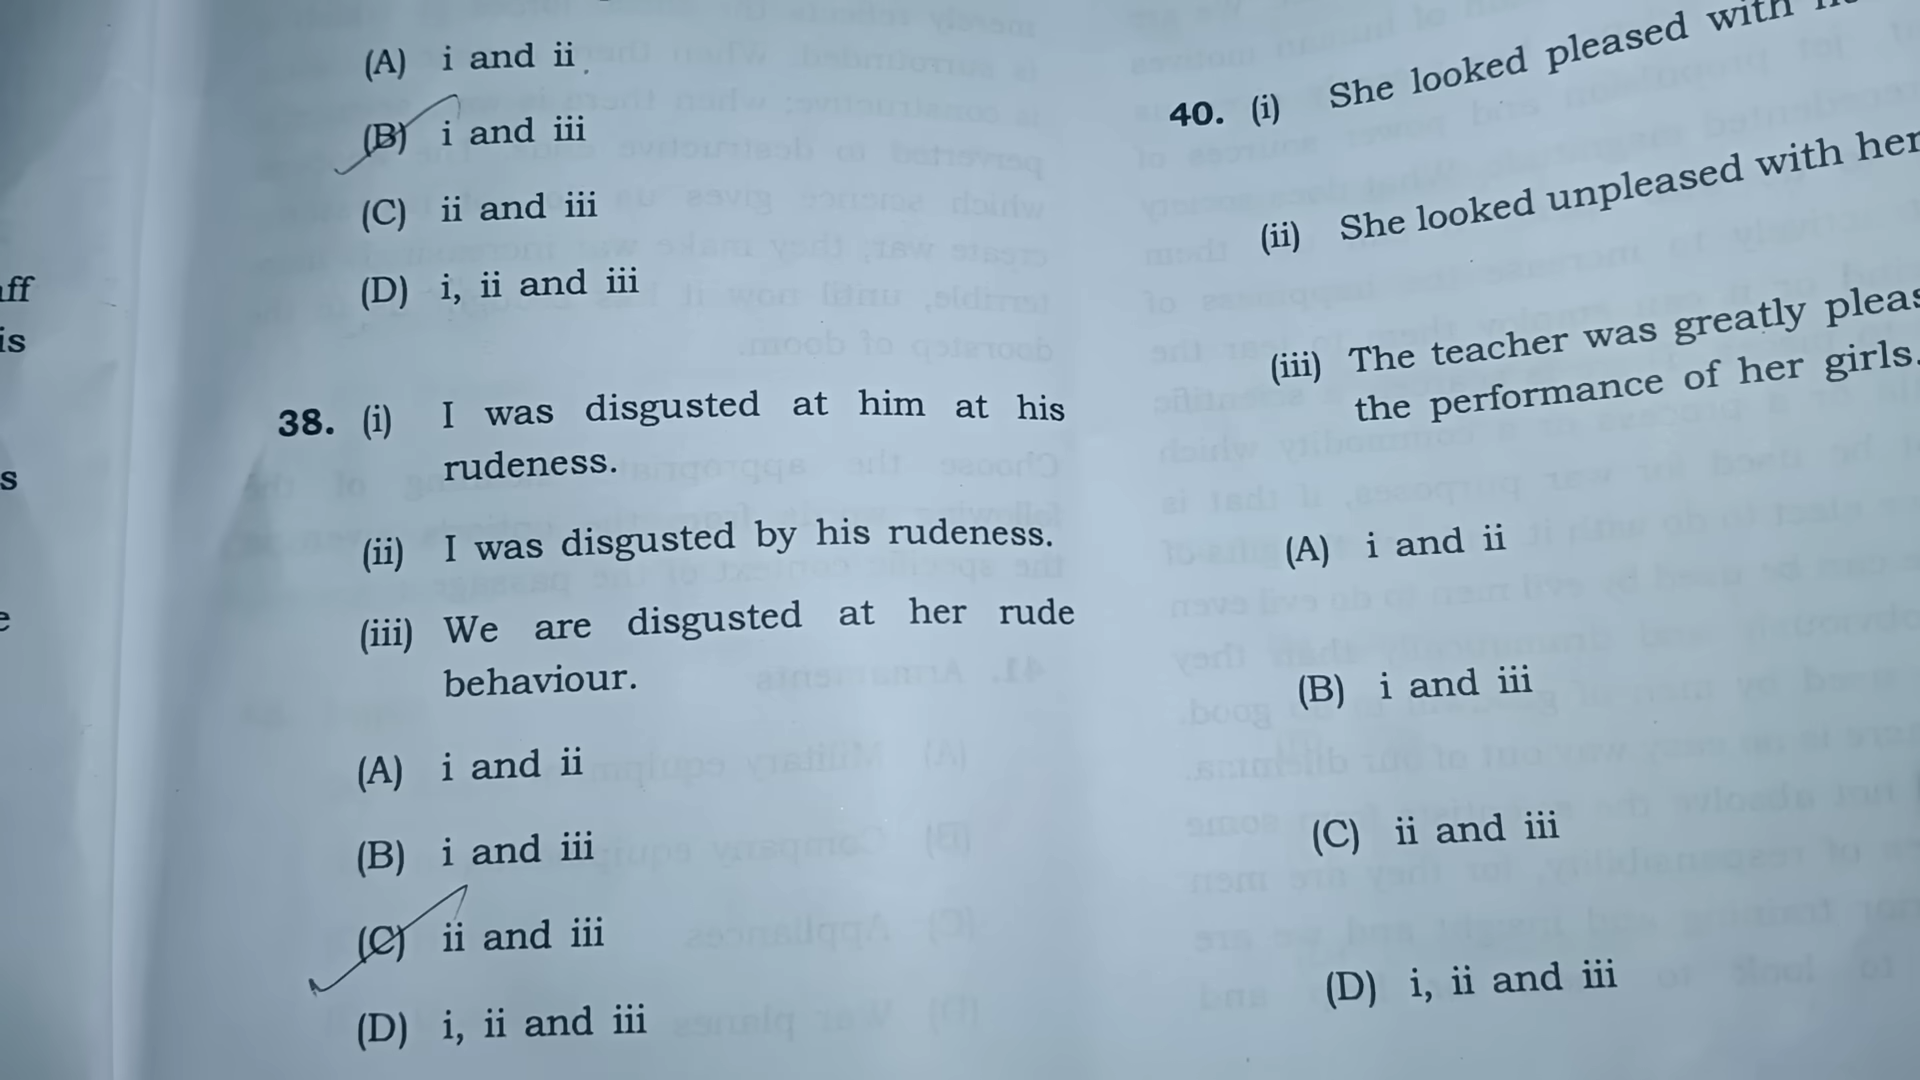 (A) i and ii
(B) i and iii
(C) ii and iii
(D) i, ii and iii
38. (i) I was disgusted at him at his
rudeness.
(ii) I was disgusted by his rudeness.
(iii) We are disgusted at her rude
behaviour.
(A) i and ii
(B) i and iii
(C) ii and iii
(D) i, ii and iii
40. (i) She looked pleased with
(ii) She looked unpleased with her
(iii) The teacher was greatly
the performance of her girls.
(A) i and ii
(B) i and iii
(C) ii and iii
(D) i, ii and iii